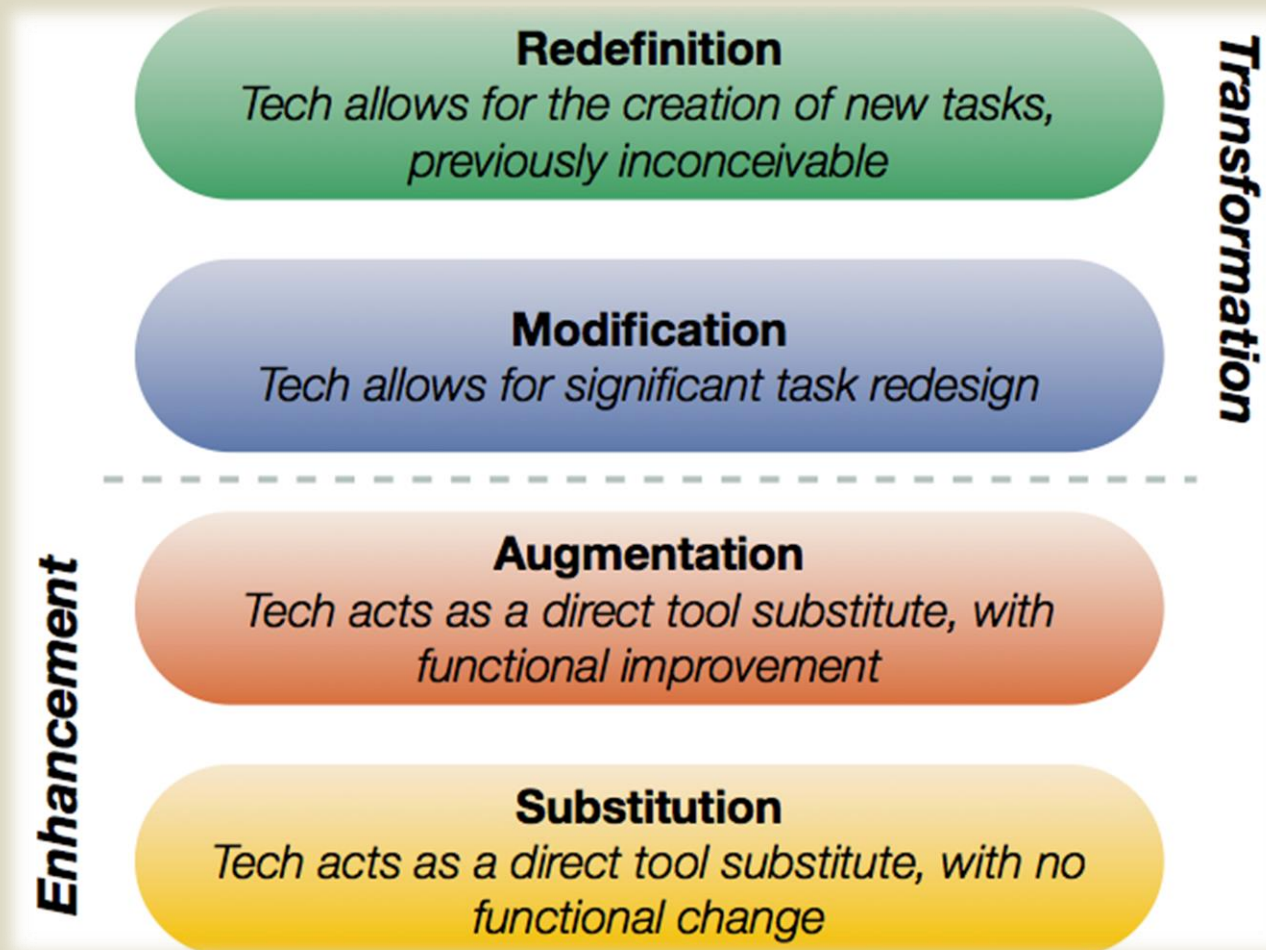 Redefinition
Tech allows for the creation of new tasks,
previously inconceivable
Transformation
Modification
Tech allows for significant task redesign
Augmentation
Tech acts as a direct tool substitute, with
functional improvement
Enhancement
Substitution
Tech acts as a direct tool substitute, with no
functional change